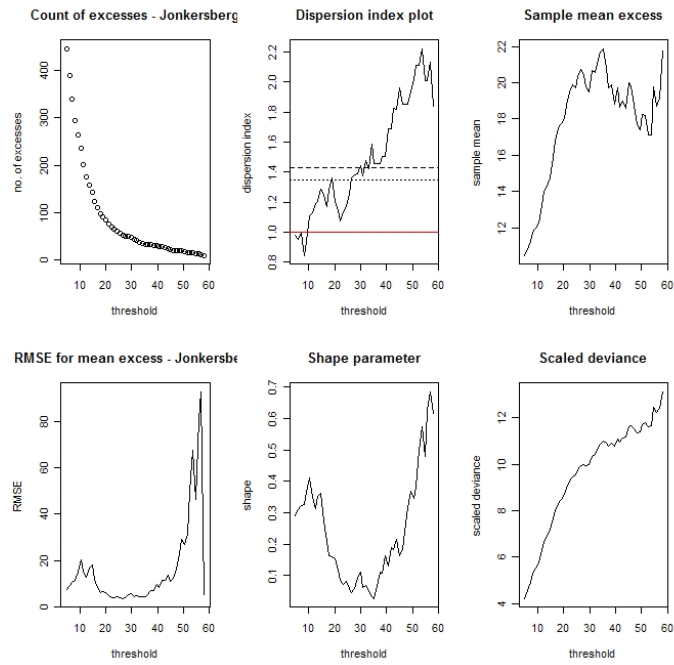 Count of excesses - Jonkersberg
no. of excesses
0 100 200 300 400
10 20 30 40 50 60
threshold
Dispersion index plot
dispersion index
0.8 1.0 1.2 1.4 1.6 1.8 2.0 2.2
10 20 30 40 50 60
threshold
Sample mean excess
sample mean
12 14 16 18 20 22
10 20 30 40 50 60
threshold
RMSE for mean excess - Jonkersbe
RMSE
0 20 40 60 80
10 20 30 40 50 60
threshold
Shape parameter
shape
0.1 0.2 0.3 0.4 0.5 0.6 0.7
10 20 30 40 50 60
threshold
Scaled deviance
scaled deviance
4 6 8 10 12
10 20 30 40 50 60
threshold